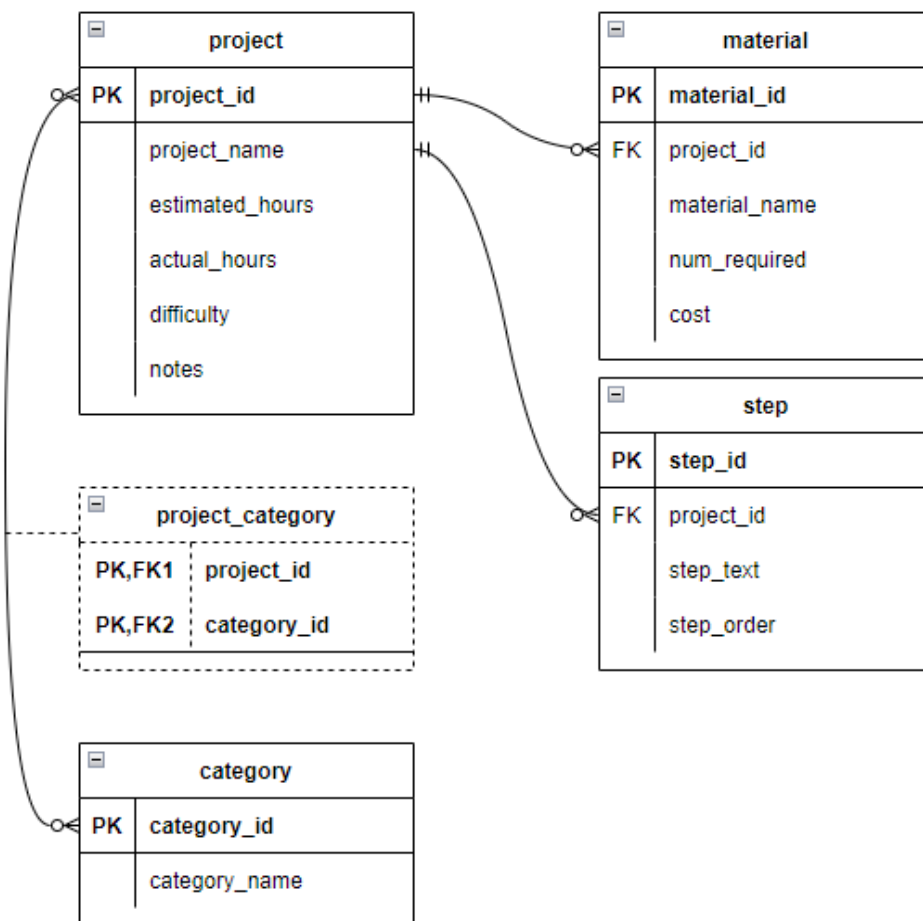 project
PK project_id
project_name
estimated_hours
actual_hours
difficulty
notes
material
PK material_id
FK project_id
material_name
num_required
cost
step
PK step_id
FK project_id
step_text
step_order
project_category
PK,FK1 project_id
PK,FK2 category_id
category
PK category_id
category_name